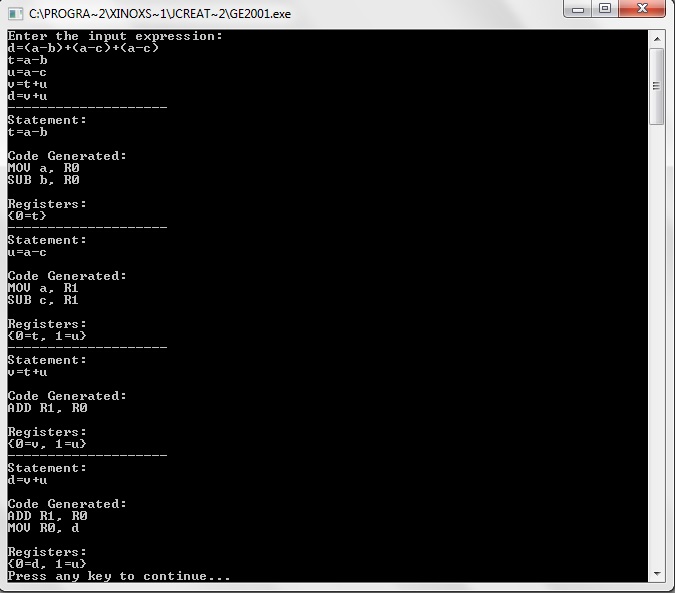 C:\PROGRA~2\XINOXS~1\JCREAT~2\GE2001.exe
Enter the input expression:
d=(a-b)+(a-c)+(a-c)
t=a-b
u=a-c
v=t+u
d=v+u
--------------------
Statement:
t=a-b
Code Generated:
MOV a, R0
SUB b, R0
Registers:
{0=t}
--------------------
Statement:
u=a-c
Code Generated:
MOV a, R1
SUB c, R1
Registers:
{0=t, 1=u}
--------------------
Statement:
v=t+u
Code Generated:
ADD R1, R0
Registers:
{0=v, 1=u}
--------------------
Statement:
d=v+u
Code Generated:
ADD R1, R0
MOV R0, d
Registers:
{0=d, 1=u}
Press any key to continue...